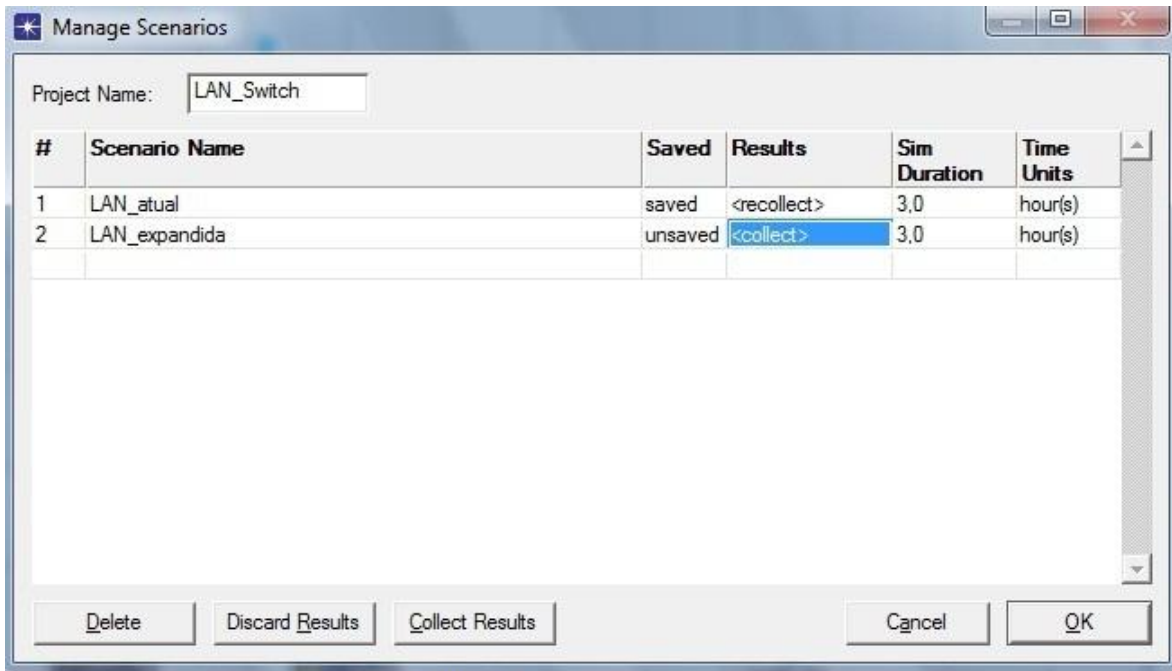 Manage Scenarios
Project Name: LAN_Switch
# Scenario Name Saved Results Sim Duration Time Units
1 LAN_atual saved <recollect> 3,0 hour(s)
2 LAN_expandida unsaved <collect> 3,0 hour(s)
Delete Discard Results Collect Results Cancel OK